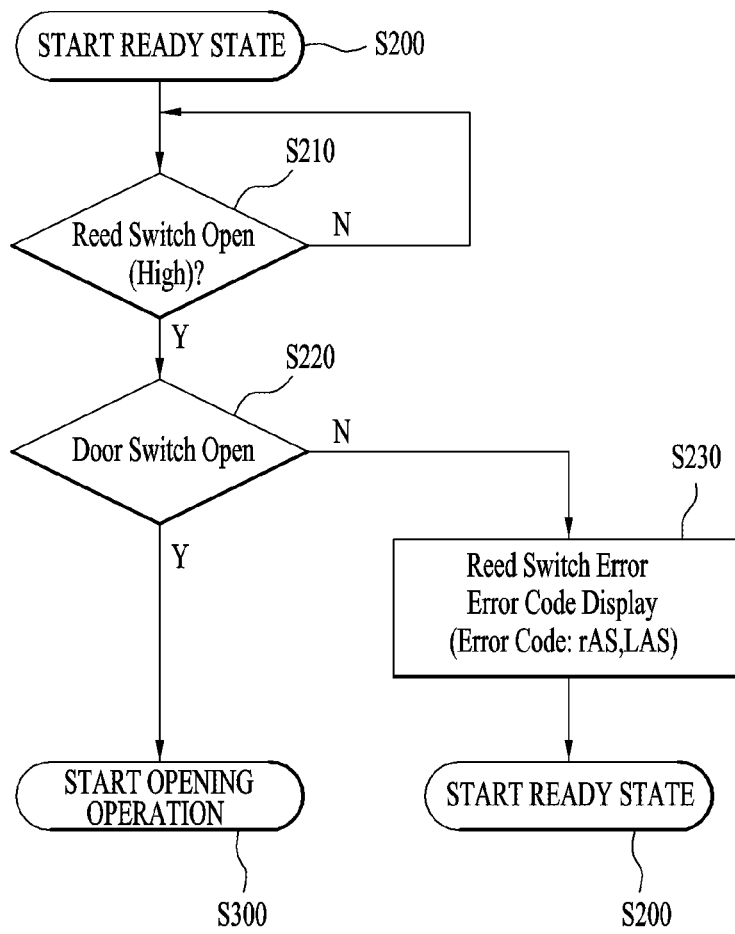 START READY STATE
S200
S210
Reed Switch Open
(High)?
N
Y
S220
Door Switch Open
N
Y
S230
Reed Switch Error
Error Code Display
(Error Code: rAS,LAS)
START OPENING
OPERATION
START READY STATE
S300
S200